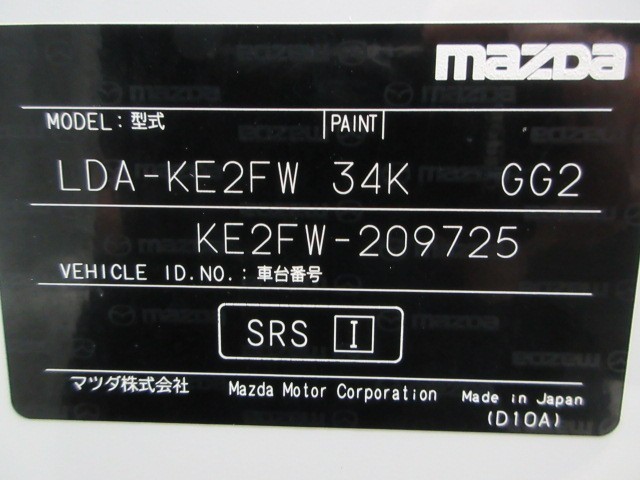 mazda
MODEL: 型式 PAINT
LDA-KE2FW 34K GG2
KE2FW-209725
VEHICLE ID.NO.: 車台番号
SRS I
マツダ株式会社 Mazda Motor Corporation Made in Japan
(D10A)